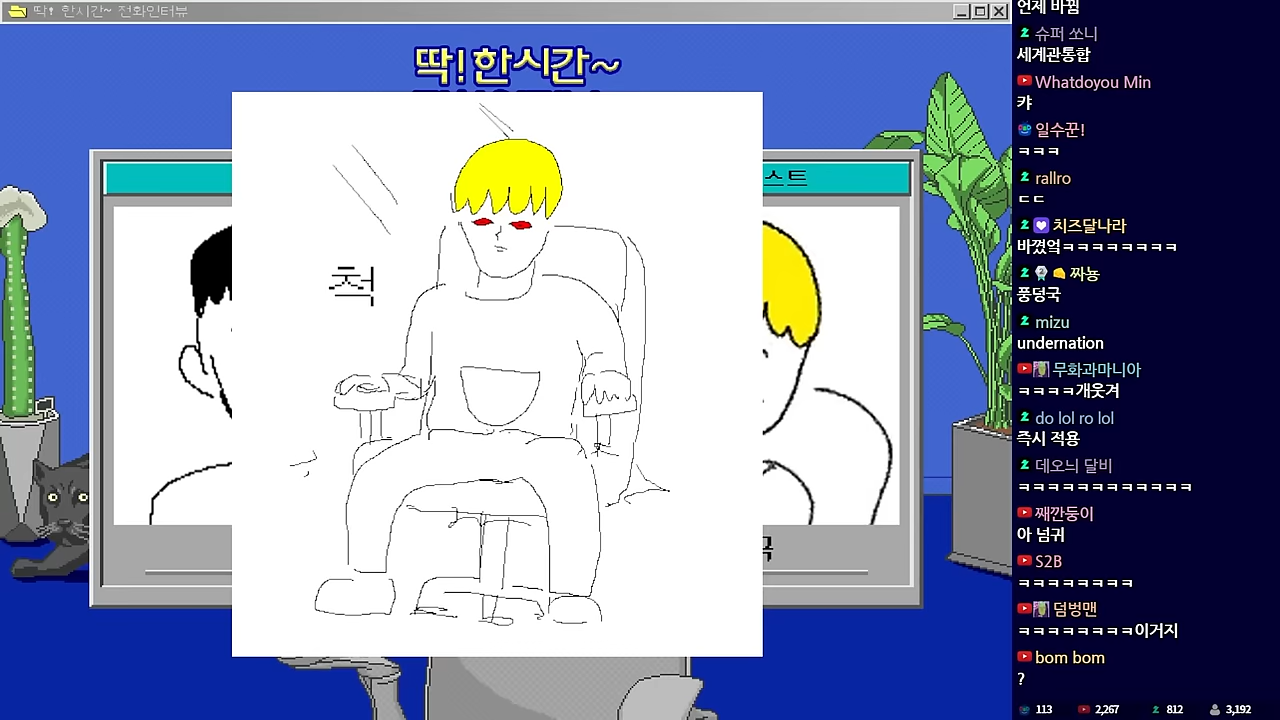 딱! 한시간~ 전화인터뷰
딱!한시간~
스트
척
언제 바뀜
슈퍼 쏘니
세계관통합
Whatdoyou Min
캬
일수꾼!
ㅋㅋㅋ
rallro
ㄷㄷ
치즈달나라
바꼈억ㅋㅋㅋㅋㅋㅋㅋㅋ
짜농
풍덩국
mizu
undernation
무화과마니아
ㅋㅋㅋㅋ개웃겨
do lol ro lol
즉시 적용
데오늬 달비
ㅋㅋㅋㅋㅋㅋㅋㅋㅋㅋㅋㅋ
째깐둥이
아 넘귀
S2B
ㅋㅋㅋㅋㅋㅋㅋㅋ
덤벙맨
ㅋㅋㅋㅋㅋㅋㅋㅋ이거지
bom bom
?
113 2,267 812 3,192